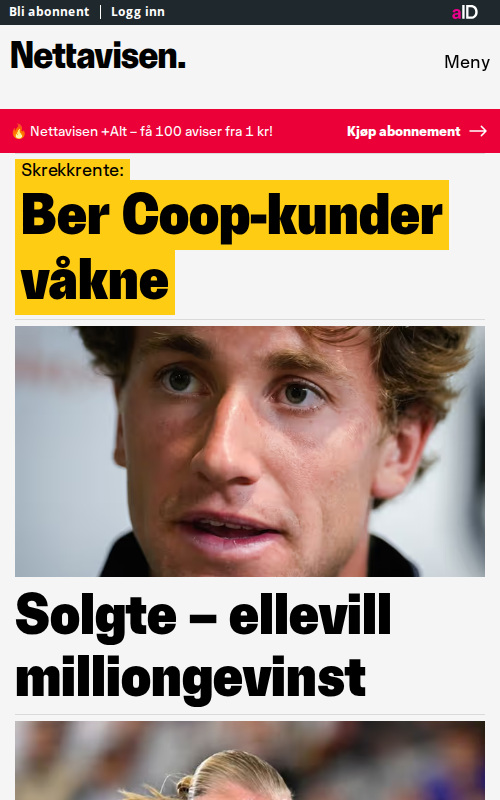 Bli abonnent | Logg inn
aID
Nettavisen.
Meny
🔥 Nettavisen +Alt – få 100 aviser fra 1 kr!
Kjøp abonnement →
Skrekkrente:
Ber Coop-kunder
våkne
Solgte – ellevill
milliongevinst